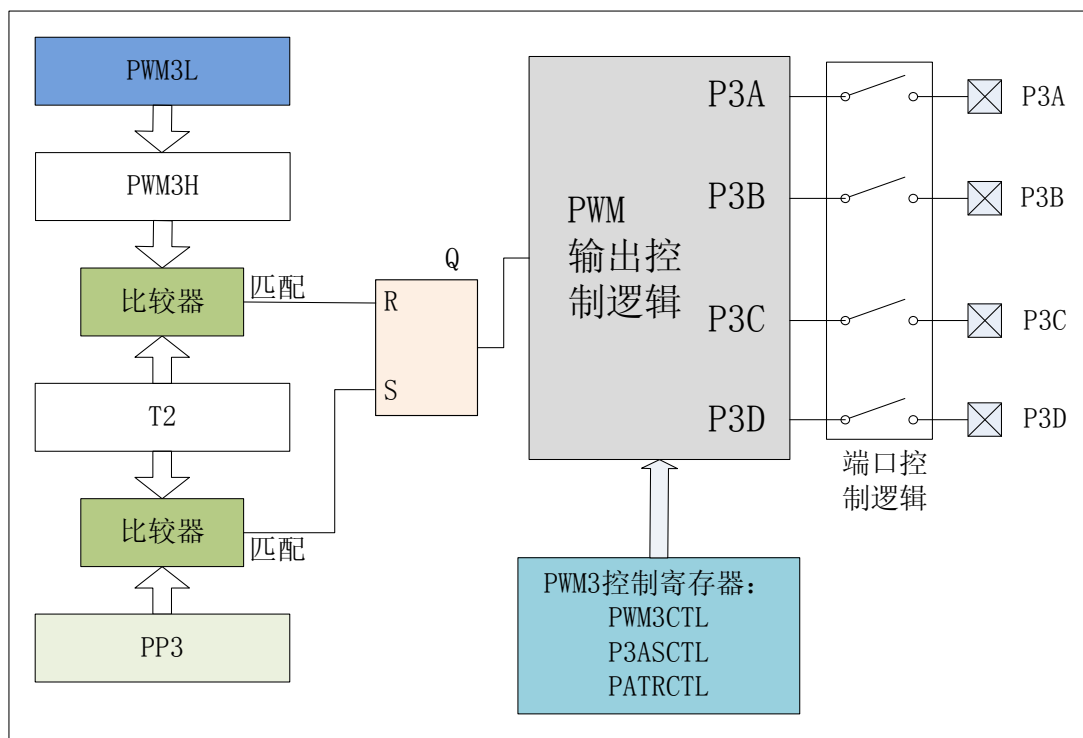 PWM3L
PWM3H
比较器
匹配
T2
比较器
匹配
PP3
Q
R
S
PWM
输出控
制逻辑
P3A
P3B
P3C
P3D
P3A
P3B
P3C
P3D
端口控
制逻辑
PWM3控制寄存器：
PWM3CTL
P3ASCTL
PATRCTL